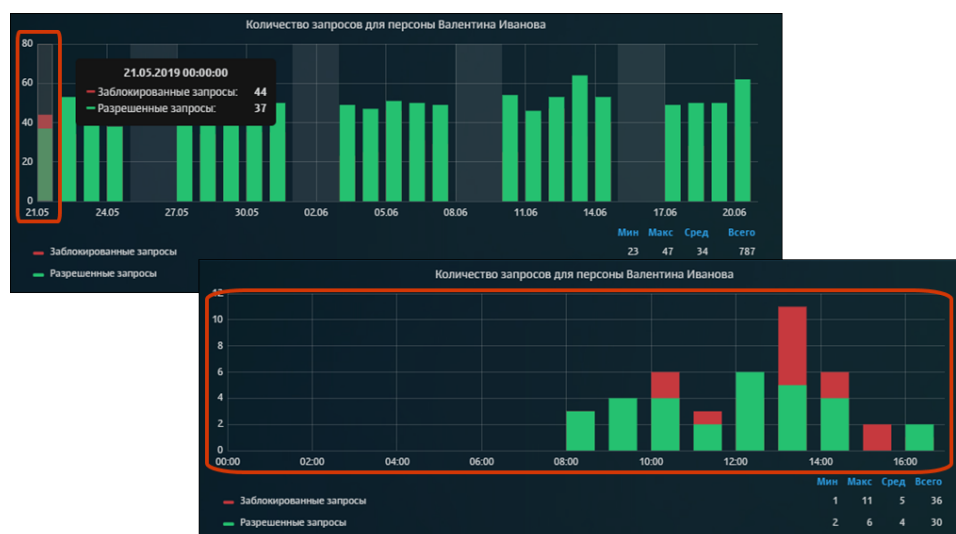 Количество запросов для персоны Валентина Иванова
80
60
40
20
0
21.05.2019 00:00:00
Заблокированные запросы: 44
Разрешенные запросы: 37
21.05 24.05 27.05 30.05 02.06 05.06 08.06 11.06 14.06 17.06 20.06
Мин Макс Сред Всего
Заблокированные запросы 23 47 34 787
Разрешенные запросы
Количество запросов для персоны Валентина Иванова
12
10
8
6
4
2
0
00:00 02:00 04:00 06:00 08:00 10:00 12:00 14:00 16:00
Мин Макс Сред Всего
Заблокированные запросы 1 11 5 36
Разрешенные запросы 2 6 4 30